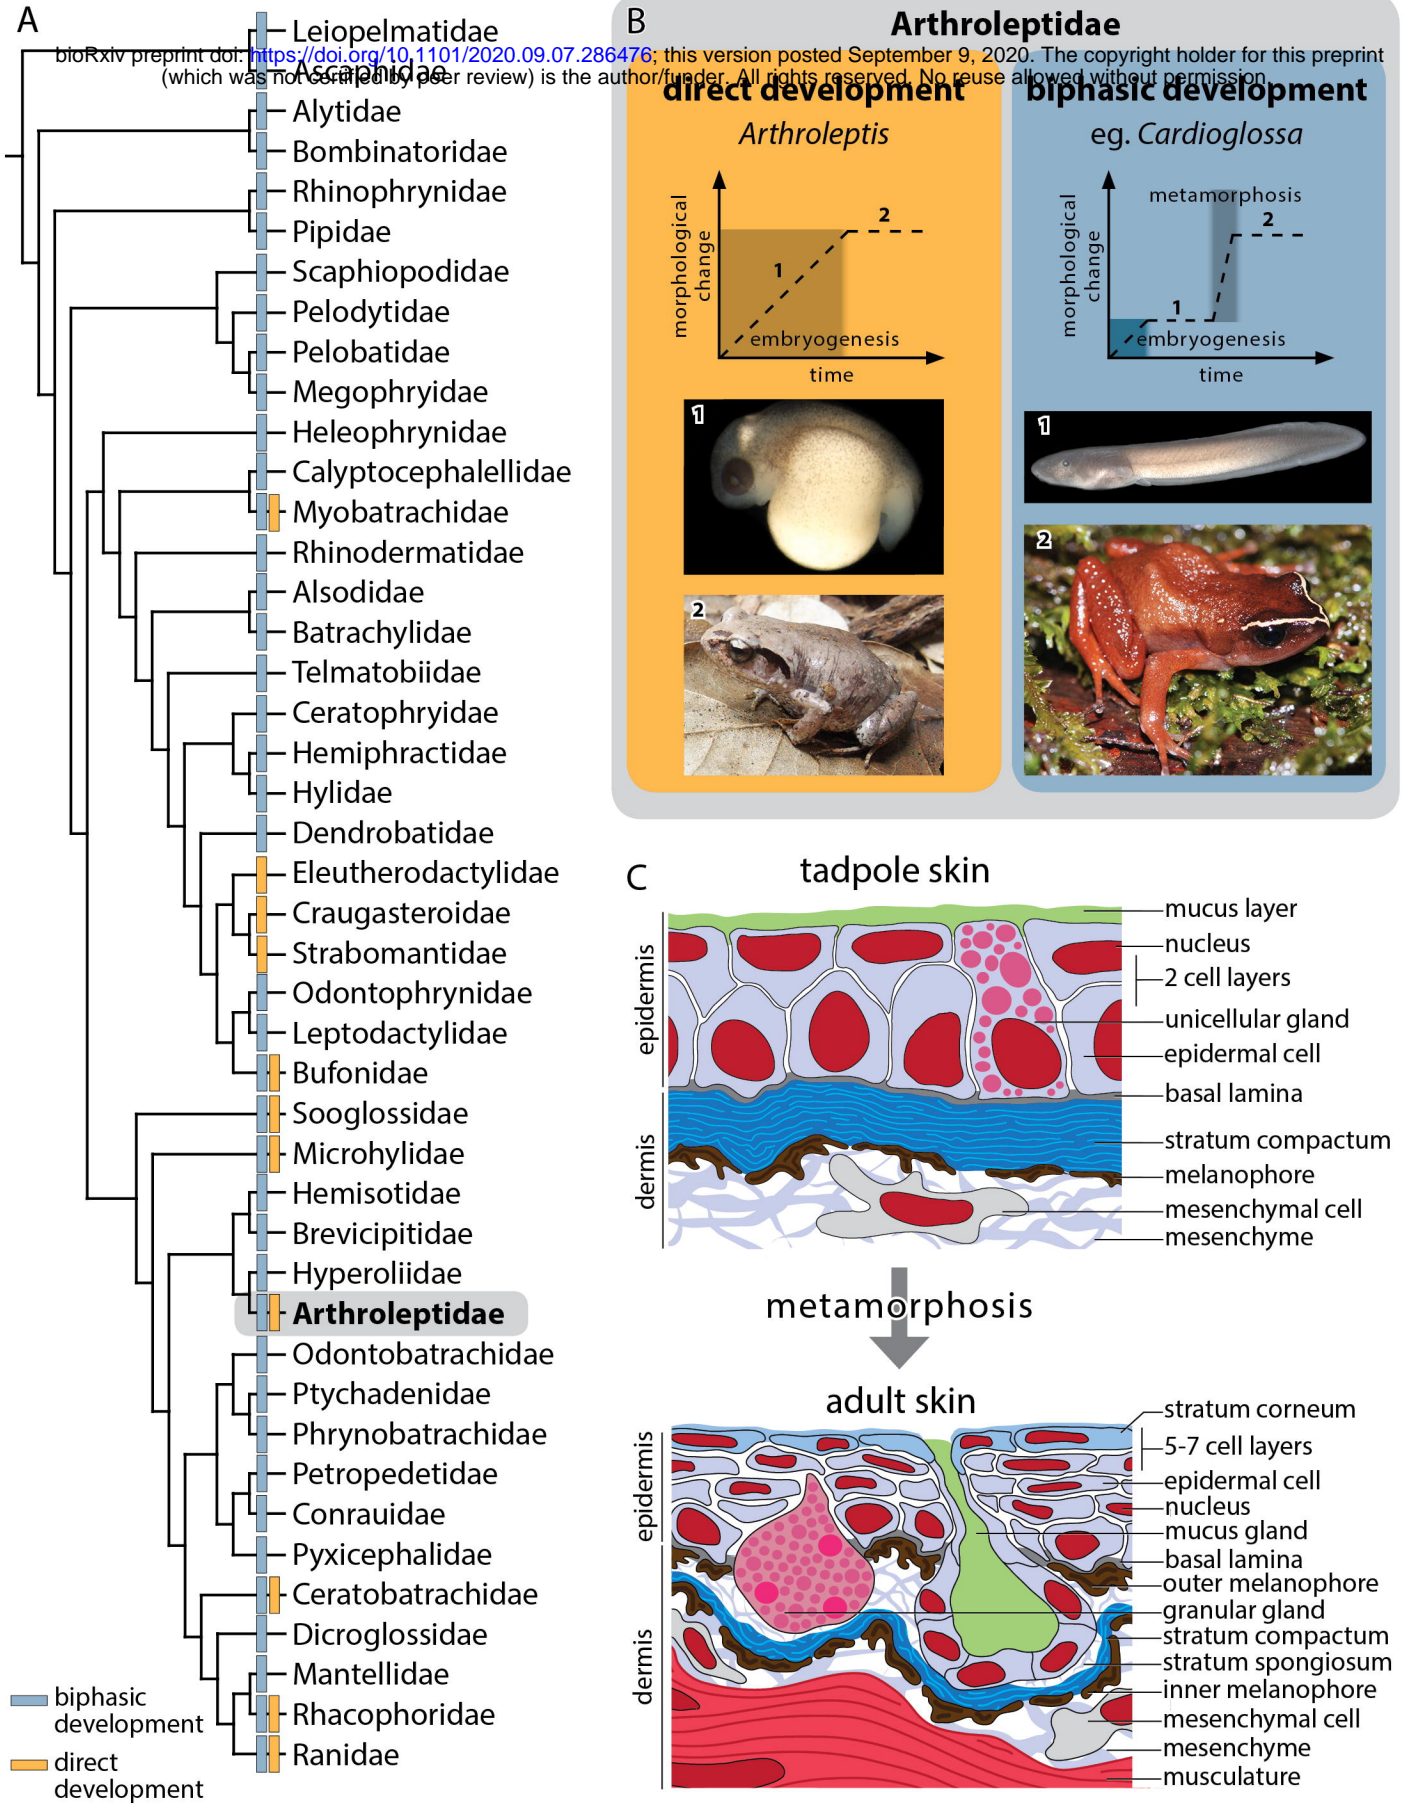 A
Leiopelmatidae
bioRxiv preprint doi: https://doi.org/10.1101/2020.09.07.286476; this version posted September 9, 2020. The copyright holder for this preprint
(which was not certified by peer review) is the author/funder. All rights reserved. No reuse allowed without permission.
Ascaphidae
Alytidae
Bombinatoridae
Rhinophrynidae
Pipidae
Scaphiopodidae
Pelodytidae
Pelobatidae
Megophryidae
Heleophrynidae
Calyptocephalellidae
Myobatrachidae
Rhinodermatidae
Alsodidae
Batrachylidae
Telmatobiidae
Ceratophryidae
Hemiphractidae
Hylidae
Dendrobatidae
Eleutherodactylidae
Craugasteroidae
Strabomantidae
Odontophrynidae
Leptodactylidae
Bufonidae
Sooglossidae
Microhylidae
Hemisotidae
Brevicipitidae
Hyperoliidae
Arthroleptidae
Odontobatrachidae
Ptychadenidae
Phrynobatrachidae
Petropedetidae
Conrauidae
Pyxicephalidae
Ceratobatrachidae
Dicroglossidae
Mantellidae
Rhacophoridae
Ranidae
biphasic
development
direct
development
B
Arthroleptidae
direct development
Arthroleptis
morphological
change
1
2
embryogenesis
time
1
2
biphasic development
eg. Cardioglossa
morphological
change
metamorphosis
2
1
embryogenesis
time
1
2
C
tadpole skin
epidermis
dermis
mucus layer
nucleus
2 cell layers
unicellular gland
epidermal cell
basal lamina
stratum compactum
melanophore
mesenchymal cell
mesenchyme
metamorphosis
adult skin
epidermis
dermis
stratum corneum
5-7 cell layers
epidermal cell
nucleus
mucus gland
basal lamina
outer melanophore
granular gland
stratum compactum
stratum spongiosum
inner melanophore
mesenchymal cell
mesenchyme
musculature